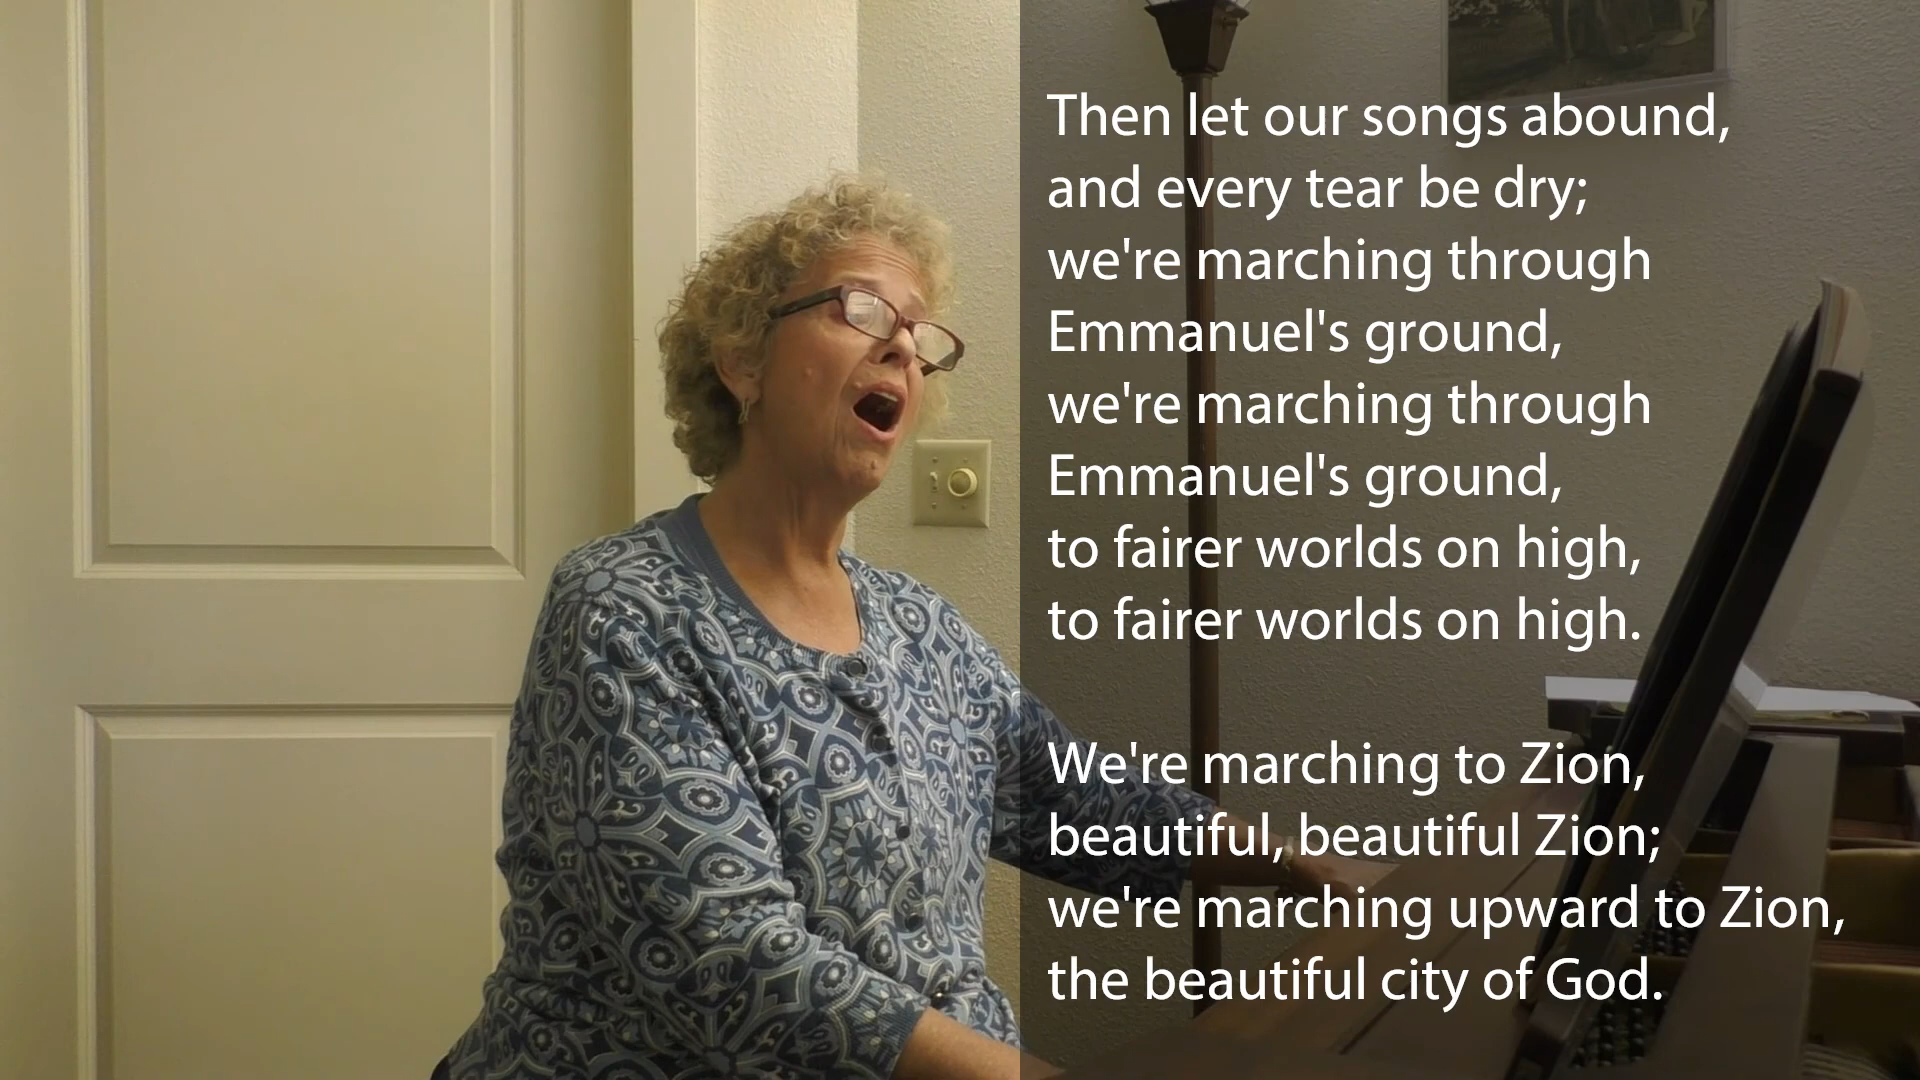 Then let our songs abound,
and every tear be dry;
we're marching through
Emmanuel's ground,
we're marching through
Emmanuel's ground,
to fairer worlds on high,
to fairer worlds on high.
We're marching to Zion,
beautiful, beautiful Zion;
we're marching upward to Zion,
the beautiful city of God.